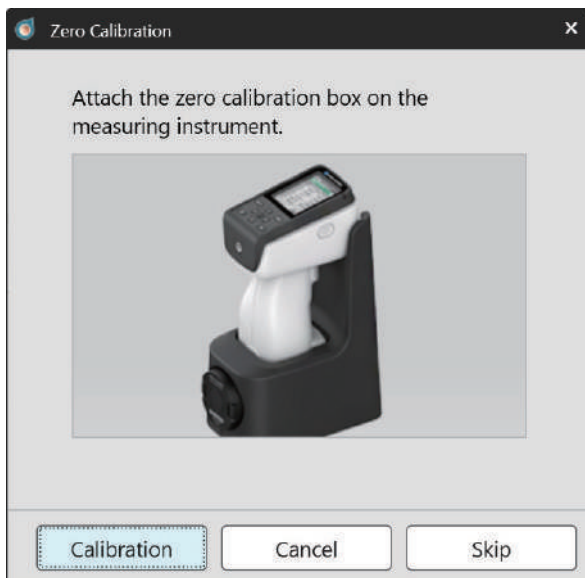 Zero Calibration
Attach the zero calibration box on the
measuring instrument.
Calibration
Cancel
Skip